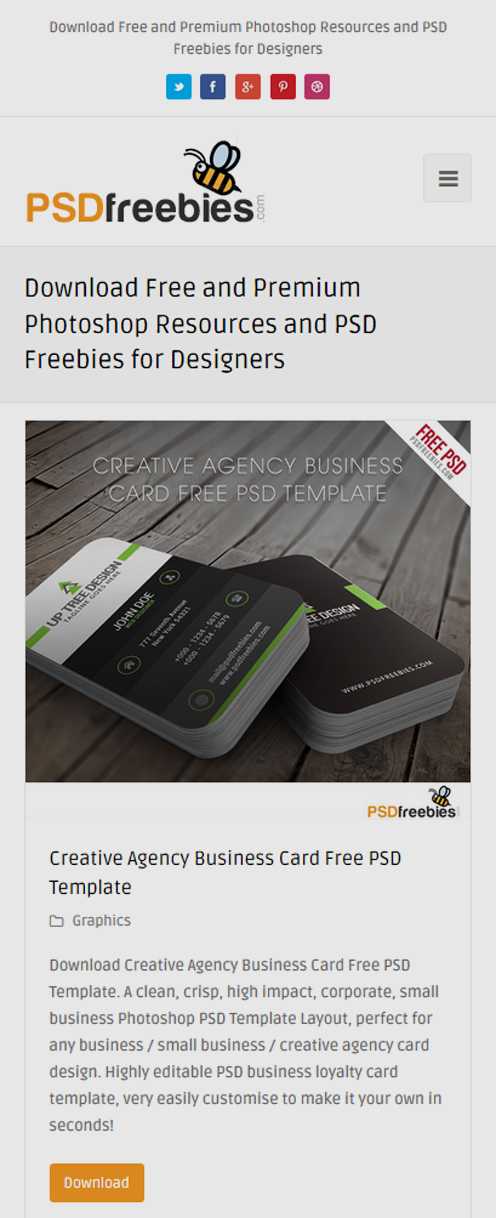 Download Free and Premium Photoshop Resources and PSD
Freebies for Designers
PSDfreebies.com
Download Free and Premium
Photoshop Resources and PSD
Freebies for Designers
FREE PSD
PSDFREEBIES.COM
CREATIVE AGENCY BUSINESS
CARD FREE PSD TEMPLATE
UP TREE DESIGN
TAGLINE GOES HERE
JOHN DOE
WEB DESIGNER
777 Seventh Avenue
New York 54321
+000 - 1234 - 5678
+000 - 1234 - 5679
mail@psdfreebies.com
www.psdfreebies.com
EE DESIGN
WWW.PSDFREEBIES.COM
PSDfreebies
Creative Agency Business Card Free PSD
Template
Graphics
Download Creative Agency Business Card Free PSD
Template. A clean, crisp, high impact, corporate, small
business Photoshop PSD Template Layout, perfect for
any business / small business / creative agency card
design. Highly editable PSD business loyalty card
template, very easily customise to make it your own in
seconds!
Download